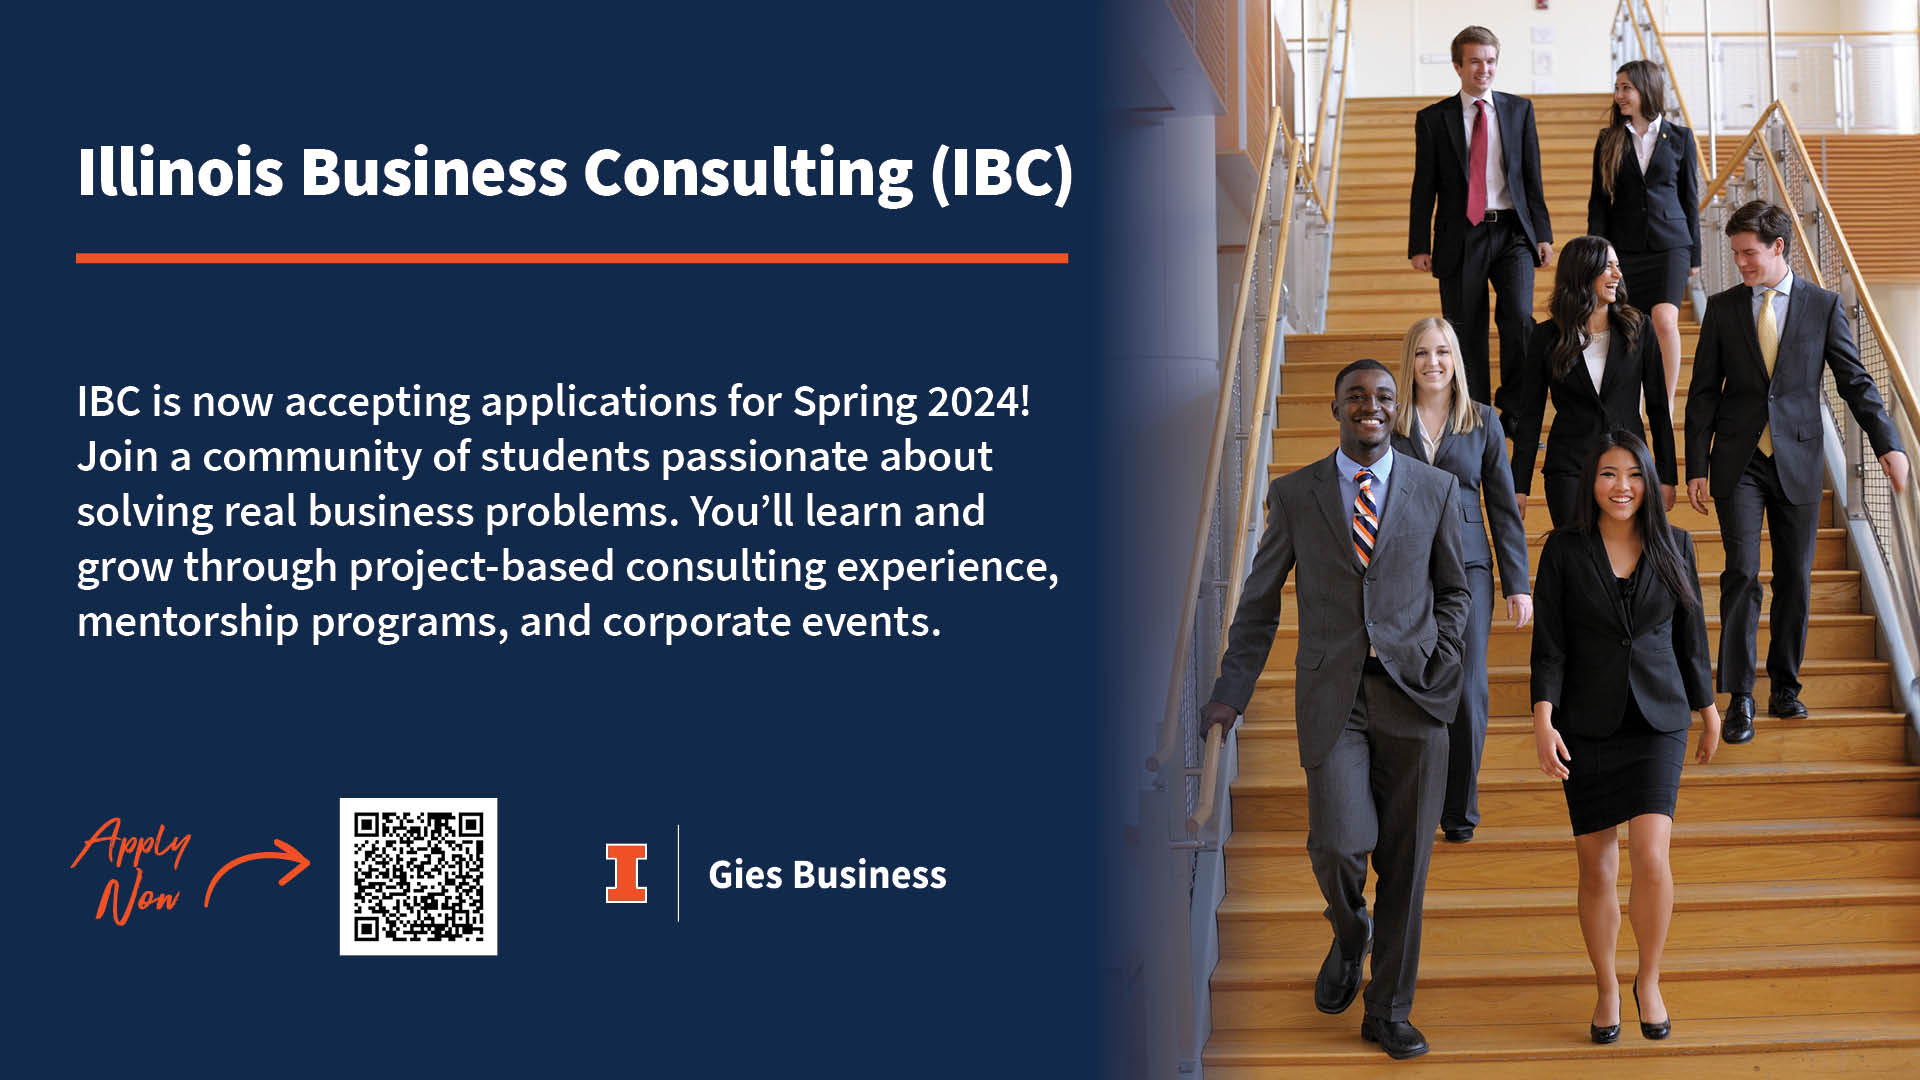 Illinois Business Consulting (IBC)
IBC is now accepting applications for Spring 2024!
Join a community of students passionate about
solving real business problems. You’ll learn and
grow through project-based consulting experience,
mentorship programs, and corporate events.
Apply
Now
I
Gies Business